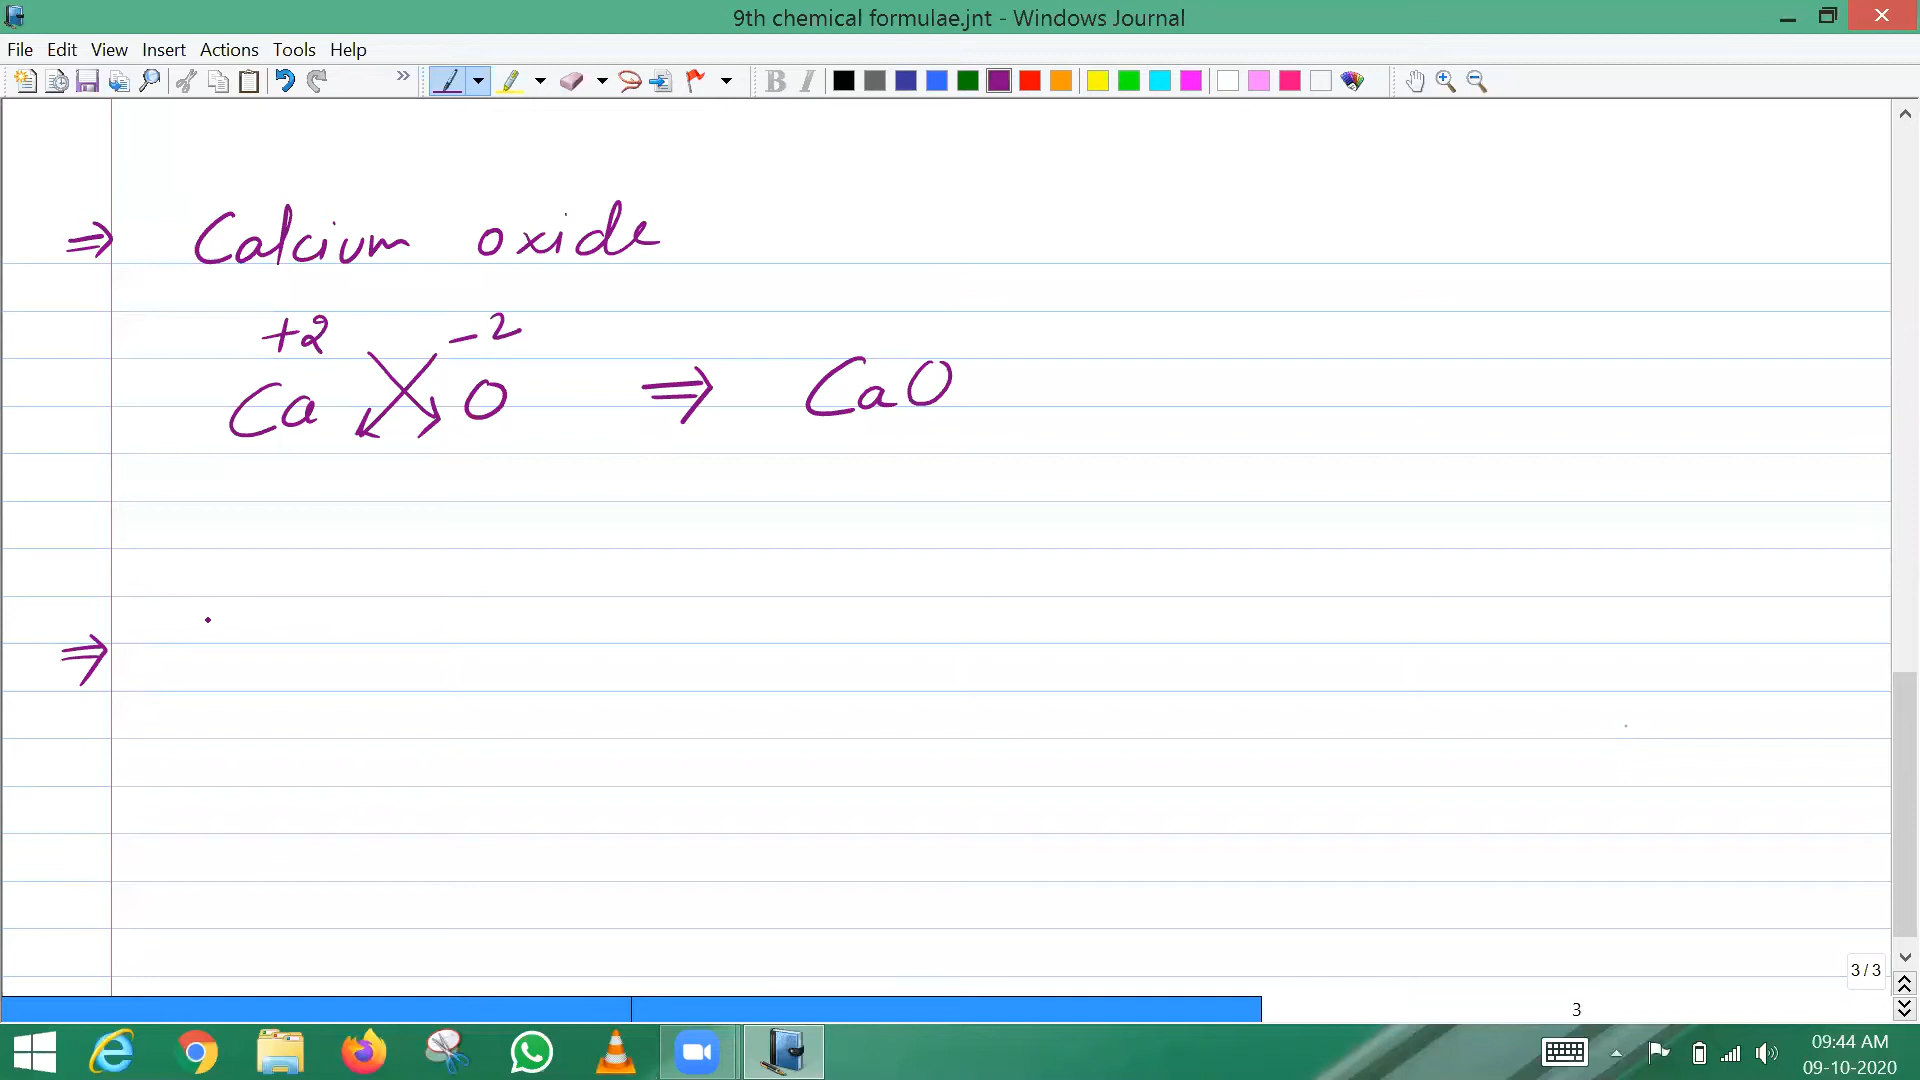 9th chemical formulae.jnt - Windows Journal
File Edit View Insert Actions Tools Help
B I
⇒ Calcium oxide
+2 -2
Ca O ⇒ CaO
⇒
3 / 3
3
09:44 AM
09-10-2020